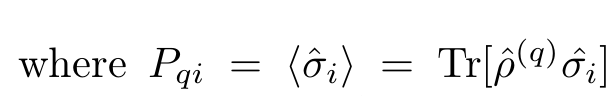 where $P_{qi} = \langle \hat{\sigma}_i \rangle = \mathrm{Tr}[\hat{\rho}^{(q)} \hat{\sigma}_i]$